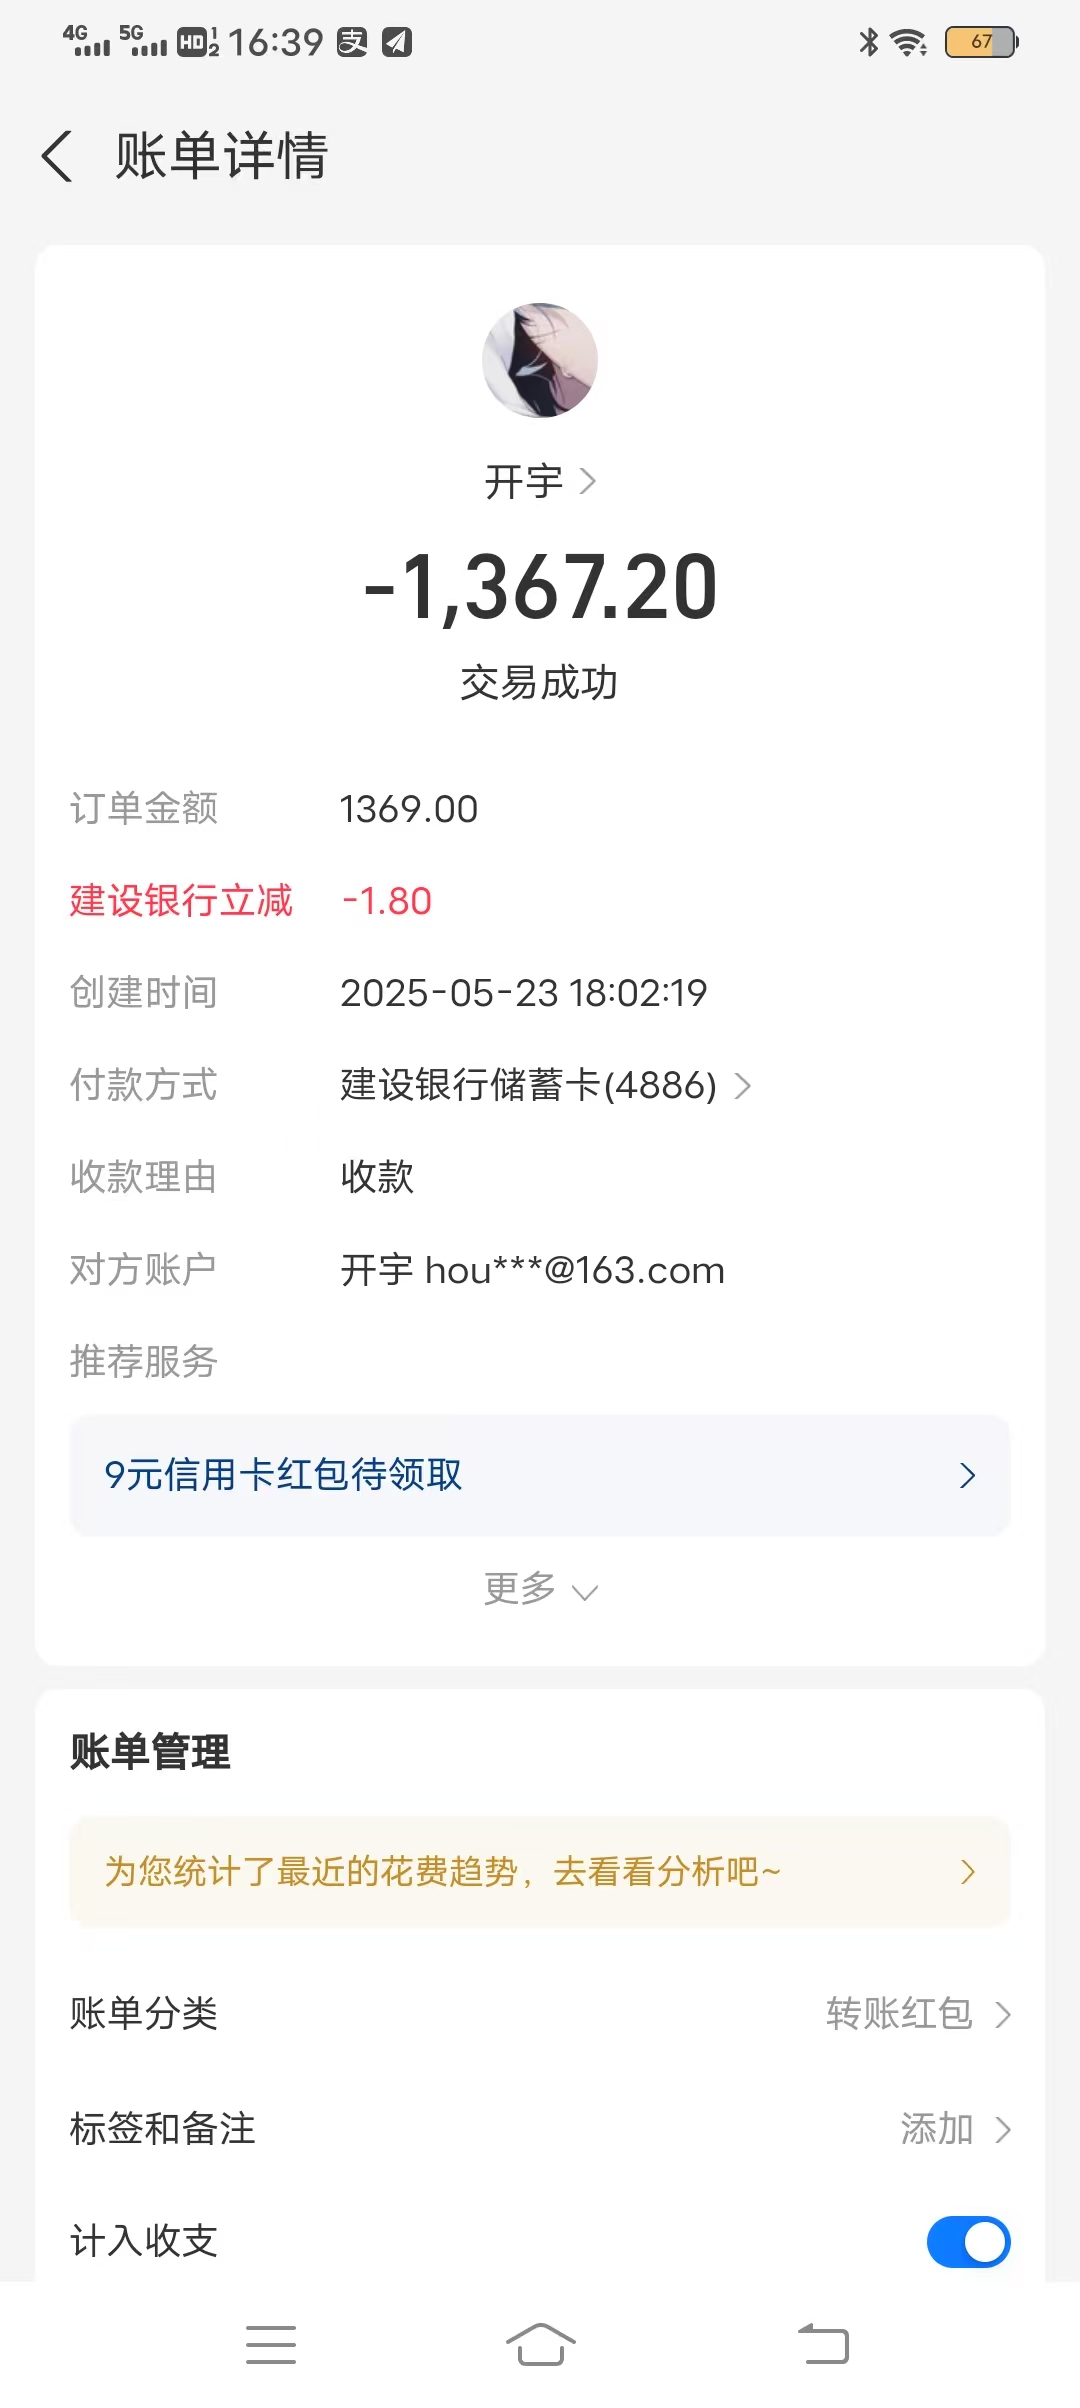 4G 5G HD 1 2 16:39 支 67
账单详情
开宇
-1,367.20
交易成功
订单金额 1369.00
建设银行立减 -1.80
创建时间 2025-05-23 18:02:19
付款方式 建设银行储蓄卡(4886)
收款理由 收款
对方账户 开宇 hou***@163.com
推荐服务
9元信用卡红包待领取
更多
账单管理
为您统计了最近的花费趋势，去看看分析吧~
账单分类 转账红包
标签和备注 添加
计入收支